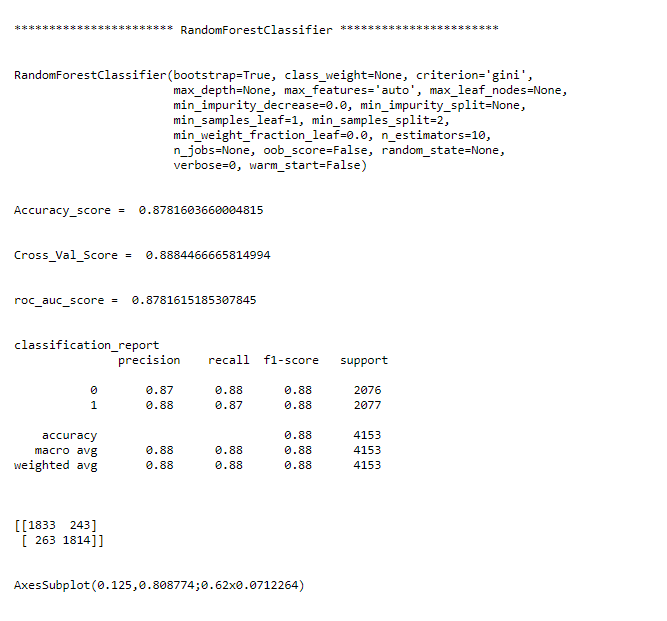 *********************** RandomForestClassifier ***********************
RandomForestClassifier(bootstrap=True, class_weight=None, criterion='gini',
max_depth=None, max_features='auto', max_leaf_nodes=None,
min_impurity_decrease=0.0, min_impurity_split=None,
min_samples_leaf=1, min_samples_split=2,
min_weight_fraction_leaf=0.0, n_estimators=10,
n_jobs=None, oob_score=False, random_state=None,
verbose=0, warm_start=False)
Accuracy_score =  0.8781603660004815
Cross_Val_Score =  0.8884466665814994
roc_auc_score =  0.8781615185307845
classification_report
precision    recall  f1-score   support
0       0.87      0.88      0.88      2076
1       0.88      0.87      0.88      2077
accuracy                           0.88      4153
macro avg       0.88      0.88      0.88      4153
weighted avg       0.88      0.88      0.88      4153
[[1833  243]
[ 263 1814]]
AxesSubplot(0.125,0.808774;0.62x0.0712264)